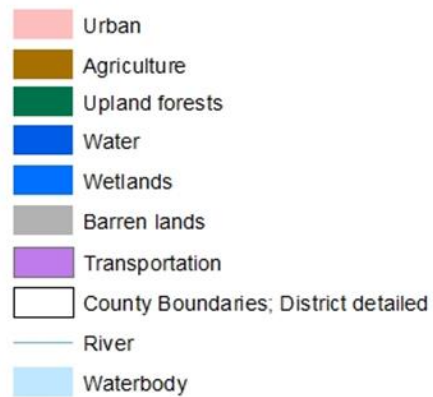 Urban
Agriculture
Upland forests
Water
Wetlands
Barren lands
Transportation
County Boundaries; District detailed
River
Waterbody